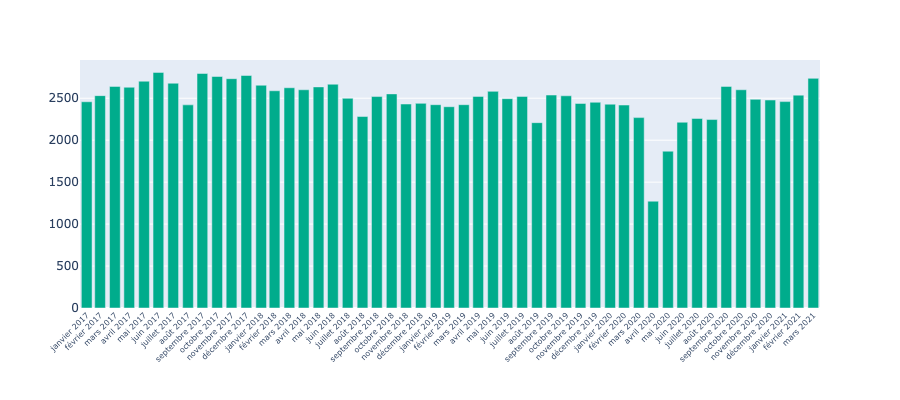 2500
2000
1500
1000
500
0
janvier 2017
février 2017
mars 2017
avril 2017
mai 2017
juin 2017
juillet 2017
août 2017
septembre 2017
octobre 2017
novembre 2017
décembre 2017
janvier 2018
février 2018
mars 2018
avril 2018
mai 2018
juin 2018
juillet 2018
août 2018
septembre 2018
octobre 2018
novembre 2018
décembre 2018
janvier 2019
février 2019
mars 2019
avril 2019
mai 2019
juin 2019
juillet 2019
août 2019
septembre 2019
octobre 2019
novembre 2019
décembre 2019
janvier 2020
février 2020
mars 2020
avril 2020
mai 2020
juin 2020
juillet 2020
août 2020
septembre 2020
octobre 2020
novembre 2020
décembre 2020
janvier 2021
février 2021
mars 2021